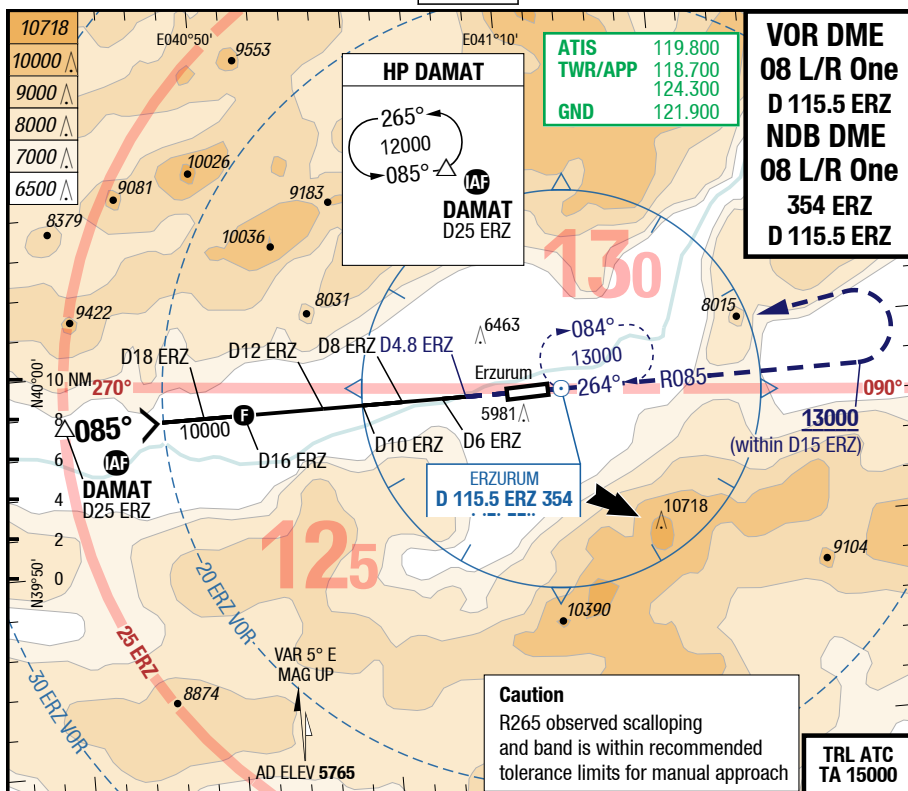 10718
10000
9000
8000
7000
6500
E040°50'
E041°10'
9553
10026
9081
8379
9183
10036
8031
9422
HP DAMAT
265°
12000
085°
IAF
DAMAT
D25 ERZ
ATIS 119.800
TWR/APP 118.700
124.300
GND 121.900
VOR DME
08 L/R One
D 115.5 ERZ
NDB DME
08 L/R One
354 ERZ
D 115.5 ERZ
130
8015
6463
084°
13000
264°
Erzurum
5981
R085
090°
13000
(within D15 ERZ)
D18 ERZ
D12 ERZ
D8 ERZ
D4.8 ERZ
N40°00'
10 NM
270°
8
085°
10000
F
D16 ERZ
D10 ERZ
D6 ERZ
6
IAF
DAMAT
D25 ERZ
4
2
0
N39°50'
ERZURUM
D 115.5 ERZ 354
10718
9104
10390
125
20 ERZ VOR
25 ERZ
30 ERZ VOR
8874
VAR 5° E
MAG UP
AD ELEV 5765
Caution
R265 observed scalloping
and band is within recommended
tolerance limits for manual approach
TRL ATC
TA 15000